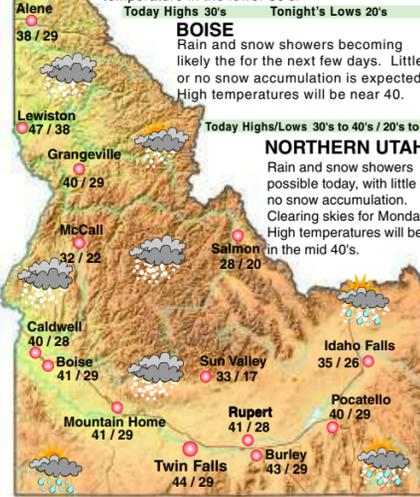 Alene
38 / 29
Today Highs 30's Tonight's Lows 20's
BOISE
Rain and snow showers becoming
likely the for the next few days. Little
or no snow accumulation is expected
High temperatures will be near 40.
Lewiston
47 / 38
Grangeville
40 / 29
Today Highs/Lows 30's to 40's / 20's to
NORTHERN UTAH
Rain and snow showers
possible today, with little
no snow accumulation.
Clearing skies for Monda
High temperatures will be
in the mid 40's.
McCall
32 / 22
Salmon
28 / 20
Caldwell
40 / 28
Boise
41 / 29
Sun Valley
33 / 17
Idaho Falls
35 / 26
Mountain Home
41 / 29
Rupert
41 / 28
Pocatello
40 / 29
Twin Falls
44 / 29
Burley
43 / 29